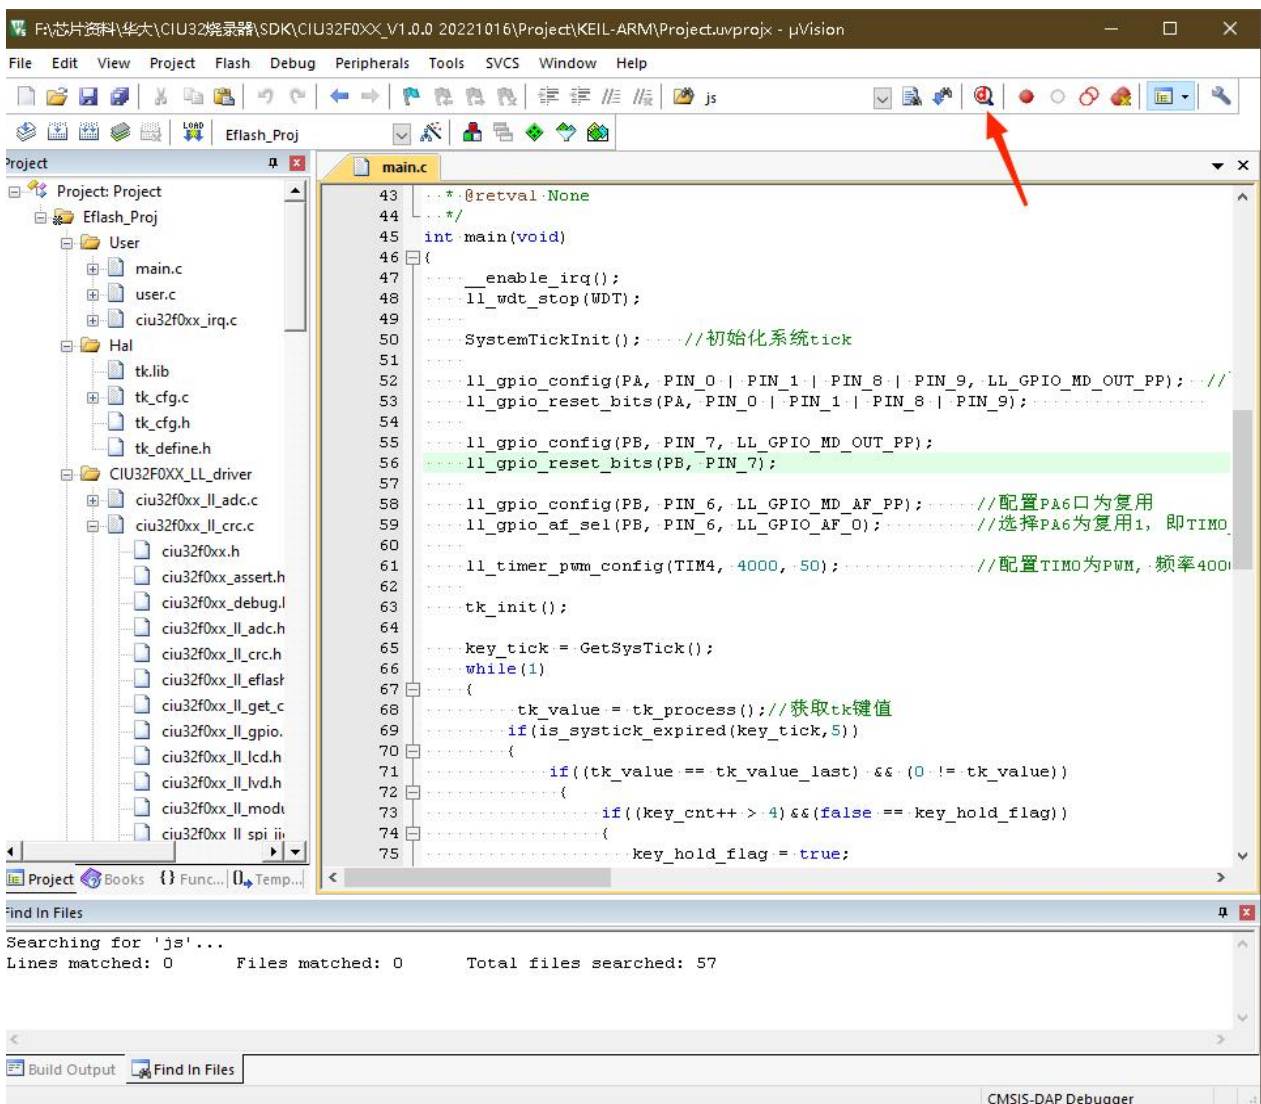 F:\芯片资料\华大\CIU32烧录器\SDK\CIU32F0XX_V1.0.0 20221016\Project\KEIL-ARM\Project.uvprojx - µVision
File Edit View Project Flash Debug Peripherals Tools SVCS Window Help
js
LOAD Eflash_Proj
Project
main.c
Project: Project
Eflash_Proj
User
main.c
user.c
ciu32f0xx_irq.c
Hal
tk.lib
tk_cfg.c
tk_cfg.h
tk_define.h
CIU32F0XX_LL_driver
ciu32f0xx_ll_adc.c
ciu32f0xx_ll_crc.c
ciu32f0xx.h
ciu32f0xx_assert.h
ciu32f0xx_debug.
ciu32f0xx_ll_adc.h
ciu32f0xx_ll_crc.h
ciu32f0xx_ll_eflash
ciu32f0xx_ll_get_c
ciu32f0xx_ll_gpio.
ciu32f0xx_ll_lcd.h
ciu32f0xx_ll_lvd.h
ciu32f0xx_ll_modu
ciu32f0xx_ll_spi_ii
Project Books {} Func... Temp...
43 * @retval None
44 */
45 int main(void)
46 {
47 __enable_irq();
48 ll_wdt_stop(WDT);
49
50 SystemTickInit(); //初始化系统tick
51
52 ll_gpio_config(PA, PIN_0 | PIN_1 | PIN_8 | PIN_9, LL_GPIO_MD_OUT_PP); //
53 ll_gpio_reset_bits(PA, PIN_0 | PIN_1 | PIN_8 | PIN_9);
54
55 ll_gpio_config(PB, PIN_7, LL_GPIO_MD_OUT_PP);
56 ll_gpio_reset_bits(PB, PIN_7);
57
58 ll_gpio_config(PB, PIN_6, LL_GPIO_MD_AF_PP); //配置PA6口为复用
59 ll_gpio_af_sel(PB, PIN_6, LL_GPIO_AF_0); //选择PA6为复用1, 即TIM0_
60
61 ll_timer_pwm_config(TIM4, 4000, 50); //配置TIM0为PWM, 频率400
62
63 tk_init();
64
65 key_tick = GetSysTick();
66 while(1)
67 {
68 tk_value = tk_process();//获取tk键值
69 if(is_systick_expired(key_tick,5))
70 {
71 if((tk_value == tk_value_last) && (0 != tk_value))
72 {
73 if((key_cnt++ > 4)&&(false == key_hold_flag))
74 {
75 key_hold_flag = true;
Find In Files
Searching for 'js'...
Lines matched: 0 Files matched: 0 Total files searched: 57
Build Output Find In Files
CMSIS-DAP Debugger